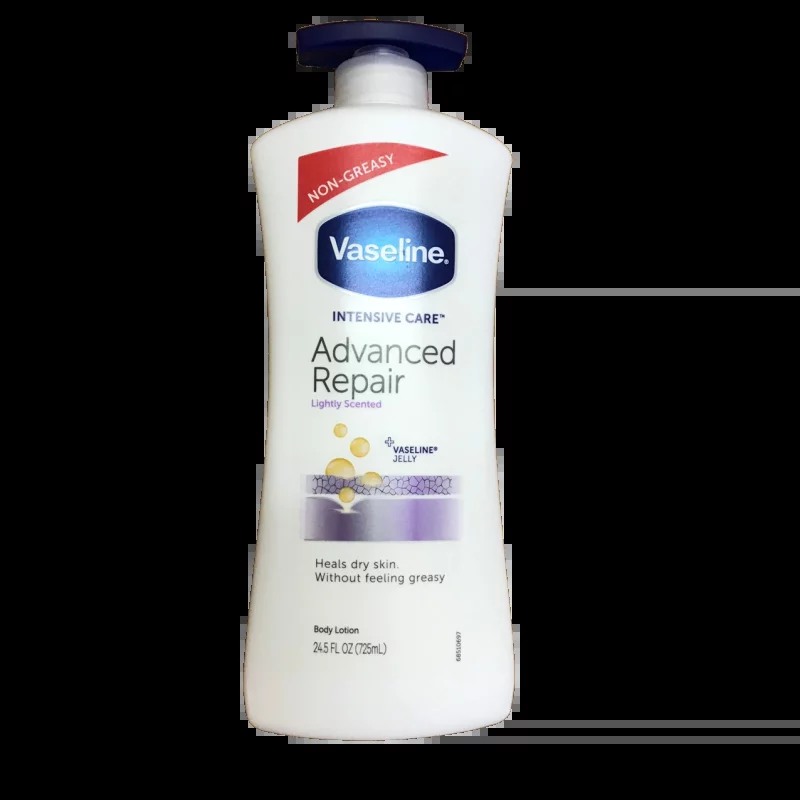 NON-GREASY
Vaseline®
INTENSIVE CARE™
Advanced
Repair
Lightly Scented
VASELINE®
JELLY
Heals dry skin.
Without feeling greasy
Body Lotion
24.5 FL OZ (725mL)
68510697